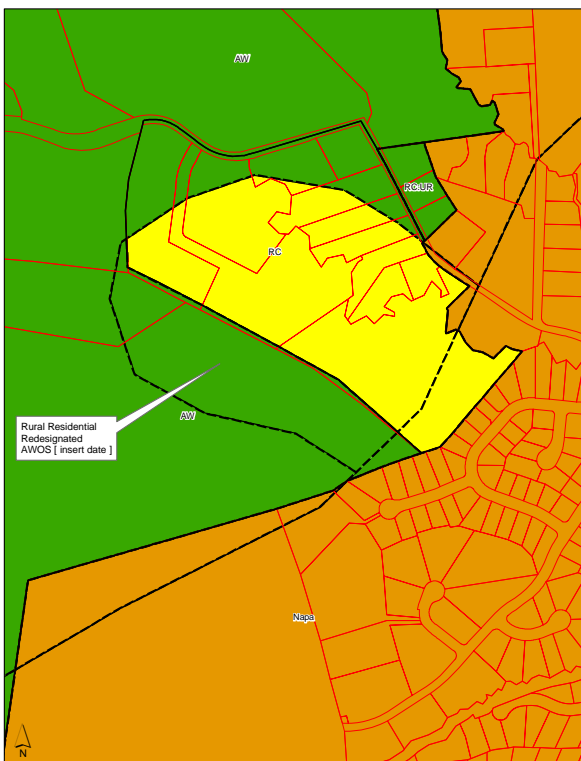 AW
RC:UR
RC
AW
Rural Residential
Redesignated
AWOS [ insert date ]
Napa
N